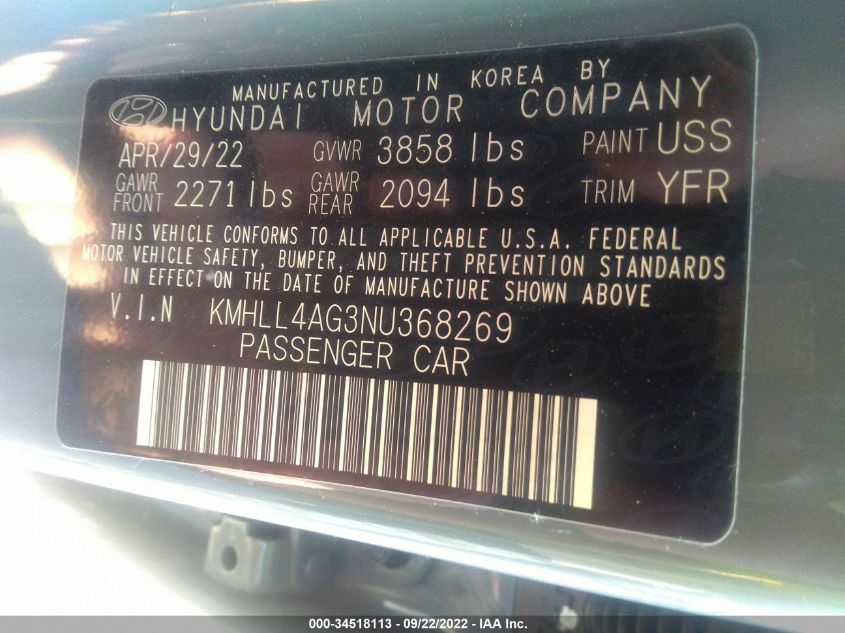 MANUFACTURED IN KOREA BY
HYUNDAI MOTOR COMPANY
APR/29/22 GVWR 3858 lbs PAINT USS
GAWR FRONT 2271 lbs GAWR REAR 2094 lbs TRIM YFR
THIS VEHICLE CONFORMS TO ALL APPLICABLE U.S.A. FEDERAL
MOTOR VEHICLE SAFETY, BUMPER, AND THEFT PREVENTION STANDARDS
IN EFFECT ON THE DATE OF MANUFACTURE SHOWN ABOVE
V.I.N KMHLL4AG3NU368269
PASSENGER CAR
000-34518113 - 09/22/2022 - IAA Inc.